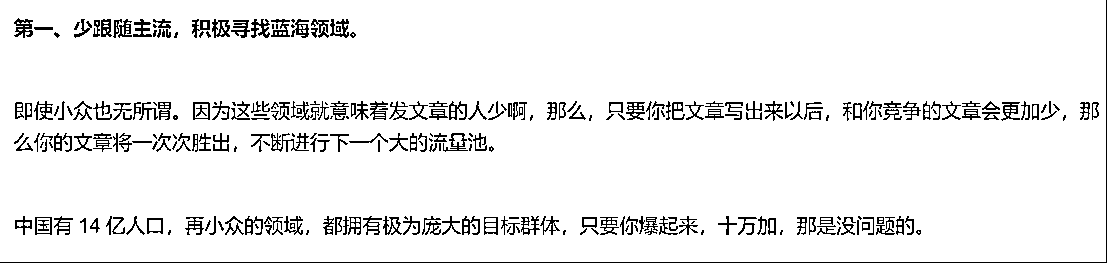 第一、少跟随主流，积极寻找蓝海领域。
即使小众也无所谓。因为这些领域就意味着发文章的人少啊，那么，只要你把文章写出来以后，和你竞争的文章会更加少，那
么你的文章将一次次胜出，不断进行下一个大的流量池。
中国有 14 亿人口，再小众的领域，都拥有极为庞大的目标群体，只要你爆起来，十万加，那是没问题的。